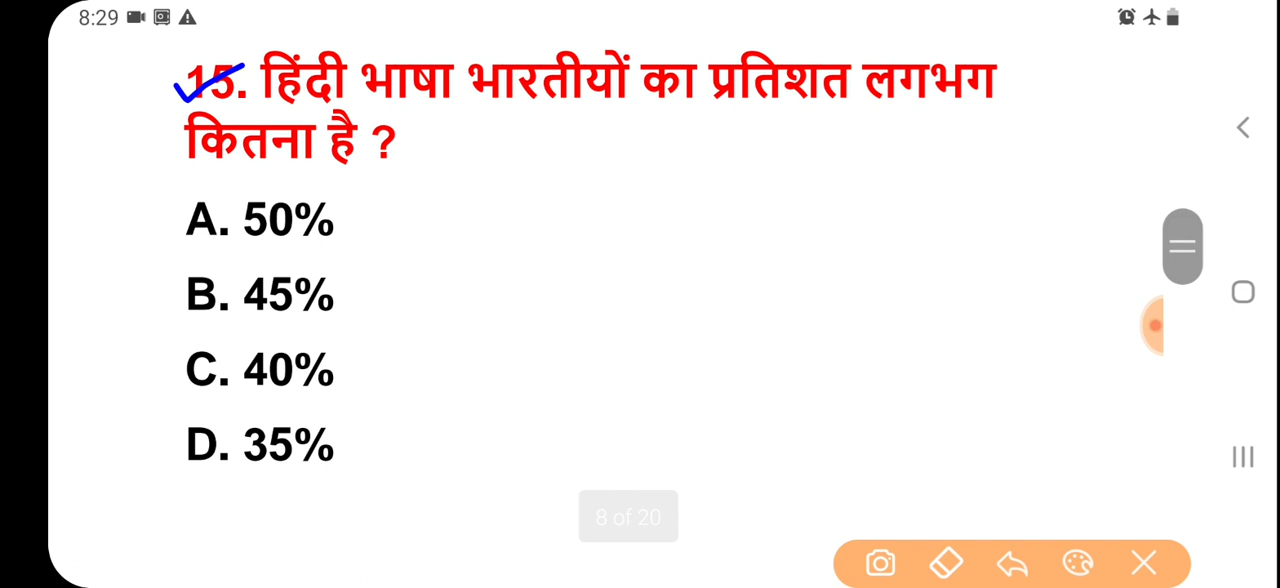 8:29
15. हिंदी भाषा भारतीयों का प्रतिशत लगभग
कितना है ?
A. 50%
B. 45%
C. 40%
D. 35%
8 of 20